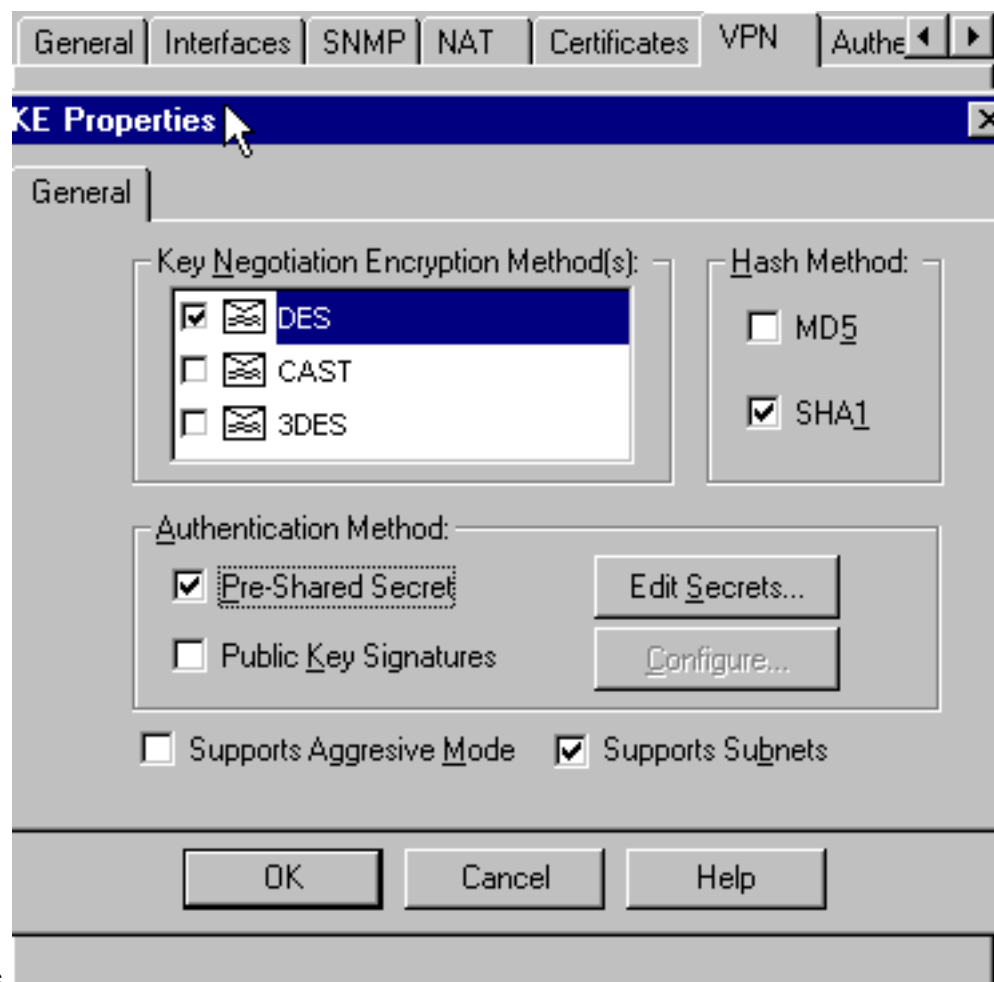 General Interfaces SNMP NAT Certificates VPN Authe
KE Properties
General
Key Negotiation Encryption Method(s):
Hash Method:
DES
CAST
3DES
MD5
SHA1
Authentication Method:
Pre-Shared Secret
Edit Secrets...
Public Key Signatures
Configure...
Supports Aggresive Mode
Supports Subnets
OK
Cancel
Help